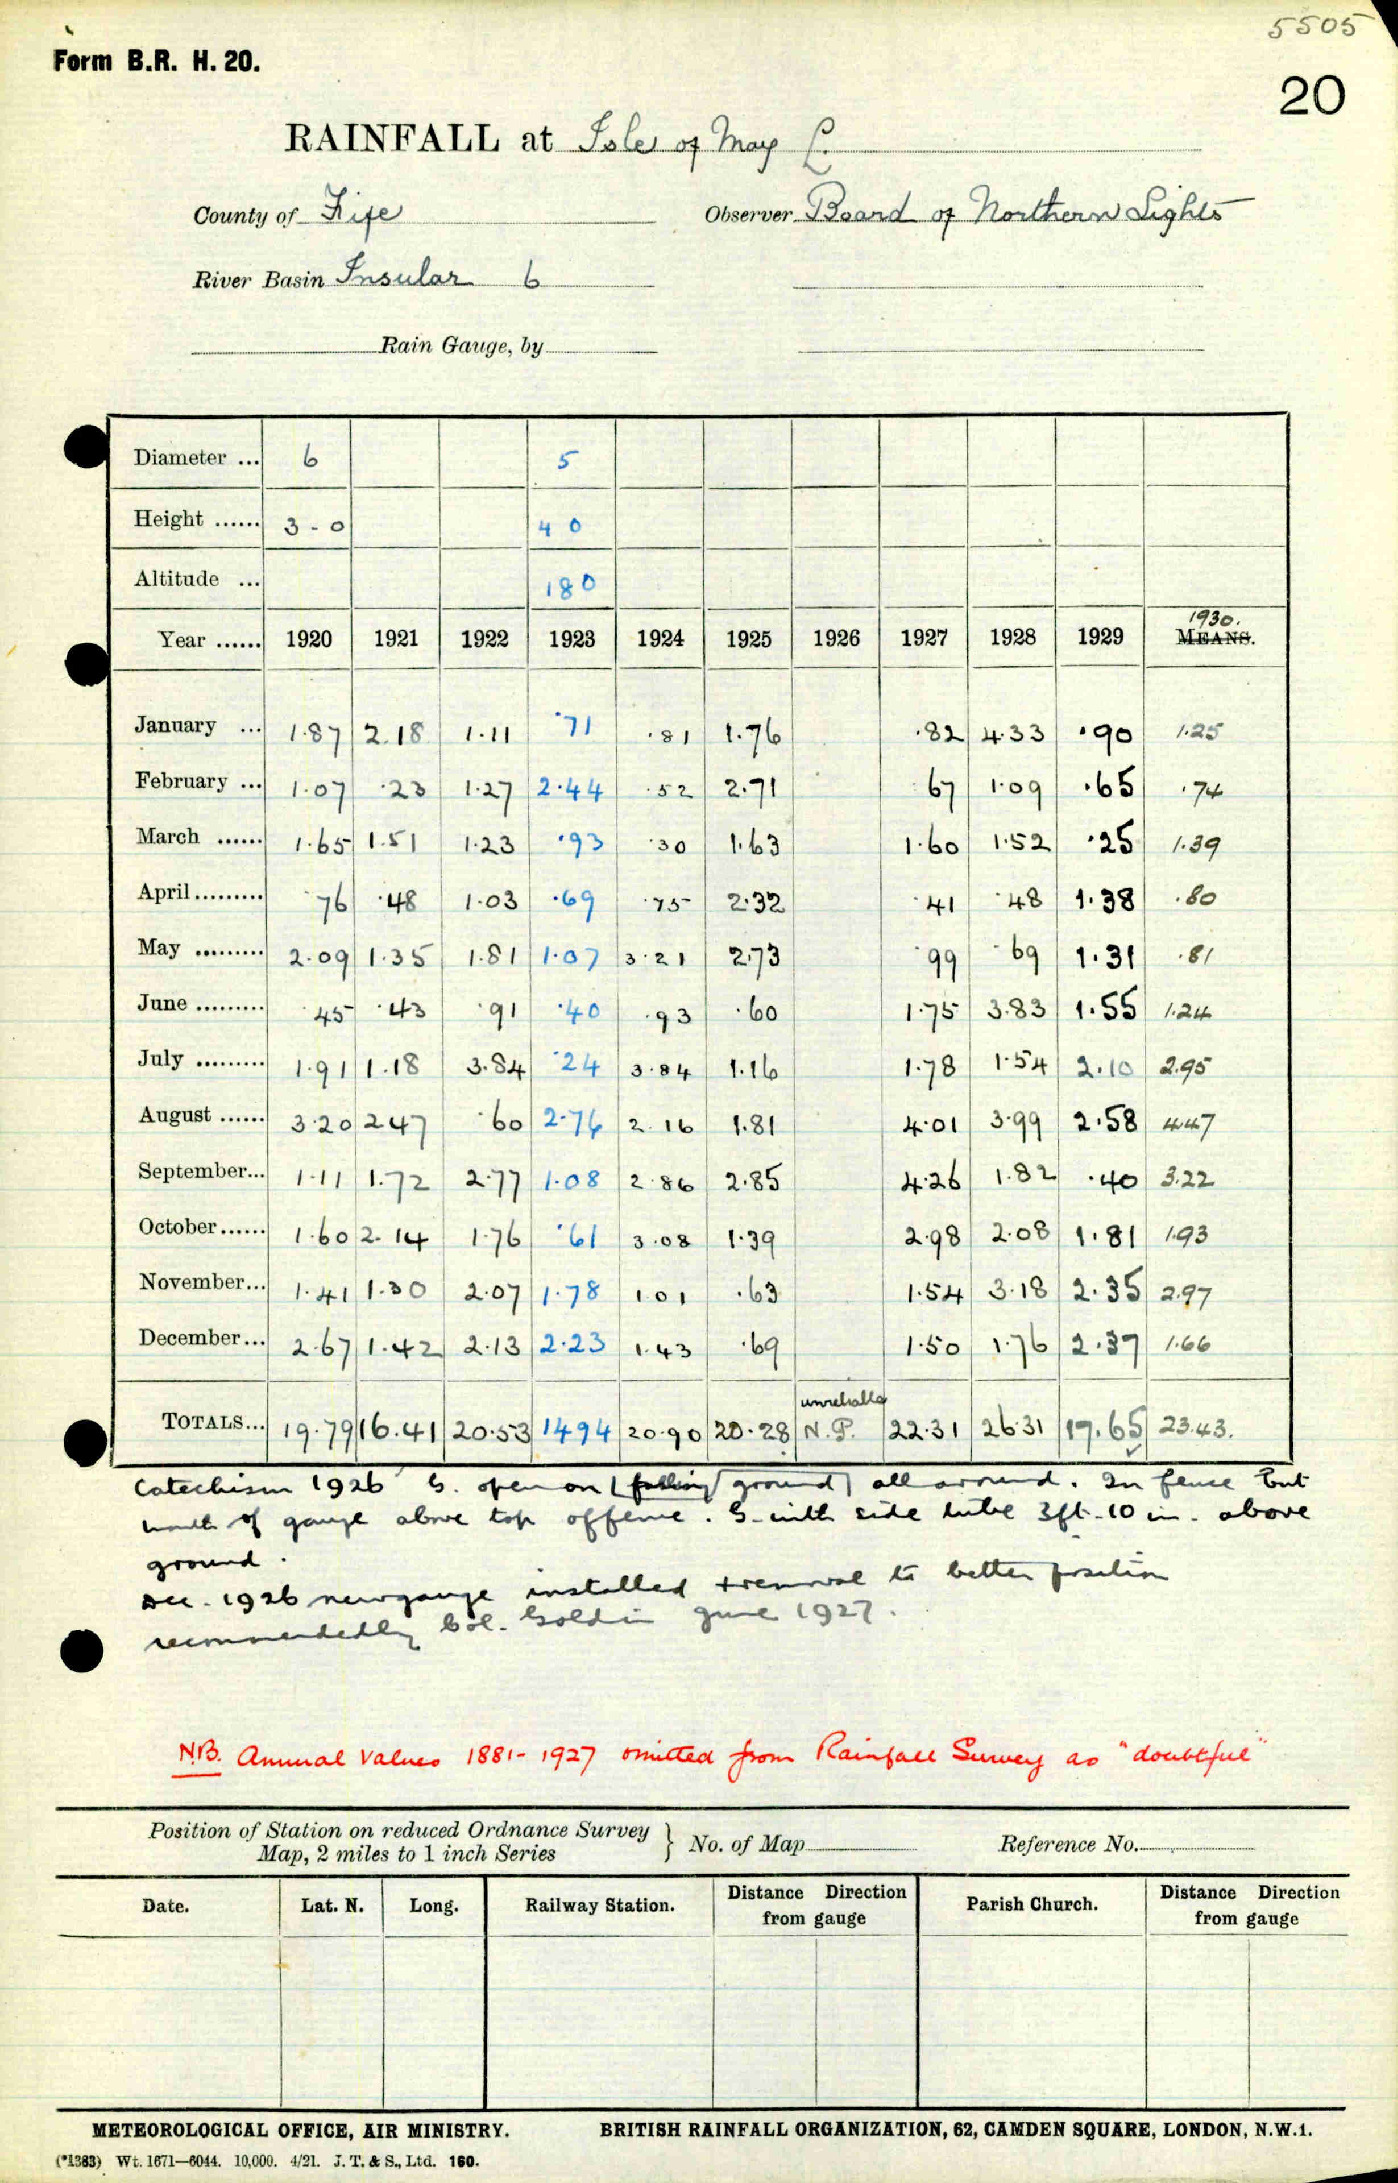 5505
Form B.R. H. 20.
20
RAINFALL at Isle of May L.
County of Fife Observer Board of Northern Lights
River Basin Insular 6
Rain Gauge, by
Diameter ... 6 5
Height ...... 3 - 0 4 0
Altitude ... 180
1930.
Year ...... 1920 1921 1922 1923 1924 1925 1926 1927 1928 1929 MEANS.
January ... 1.87 2.18 1.11 .71 .81 1.76 .82 4.33 .90 1.25
February ... 1.07 .23 1.27 2.44 .52 2.71 67 1.09 .65 .74
March ...... 1.65 1.51 1.23 .93 .30 1.63 1.60 1.52 .25 1.39
April......... 76 .48 1.03 .69 .75 2.32 .41 .48 1.38 .80
May ......... 2.09 1.35 1.81 1.07 3.21 2.73 .99 .69 1.31 .81
June ......... .45 .43 .91 .40 .93 .60 1.75 3.83 1.55 1.24
July ......... 1.91 1.18 3.84 .24 3.84 1.16 1.78 1.54 2.10 2.95
August ...... 3.20 2.47 .60 2.76 2.16 1.81 4.01 3.99 2.58 4.47
September... 1.11 1.72 2.77 1.08 2.86 2.85 4.26 1.82 .40 3.22
October...... 1.60 2.14 1.76 .61 3.08 1.39 2.98 2.08 1.81 1.93
November... 1.41 1.30 2.07 1.78 1.01 .63 1.54 3.18 2.35 2.97
December... 2.67 1.42 2.13 2.23 1.43 .69 1.50 1.76 2.37 1.66
unreliable
TOTALS... 19.79 16.41 20.53 14 94 20.90 20.28 N.P. 22.31 26.31 17.65 23.43.
Catechism 1926 G. open on falling ground all around. In fence but
mouth of gauge above top of fence. G. with side tube 3ft. 10 in. above
ground.
Dec. 1926 new gauge installed + removal to better position
recommended by Col. Gold in June 1927.
N.B. Annual Values 1881-1927 omitted from Rainfall Survey as "doubtful"
Position of Station on reduced Ordnance Survey
Map, 2 miles to 1 inch Series } No. of Map Reference No.
Date. Lat. N. Long. Railway Station. Distance Direction from gauge Parish Church. Distance Direction from gauge
METEOROLOGICAL OFFICE, AIR MINISTRY. BRITISH RAINFALL ORGANIZATION, 62, CAMDEN SQUARE, LONDON, N.W.1.
(*1383) Wt. 1671—6044. 10,000. 4/21. J. T. & S., Ltd. 160.